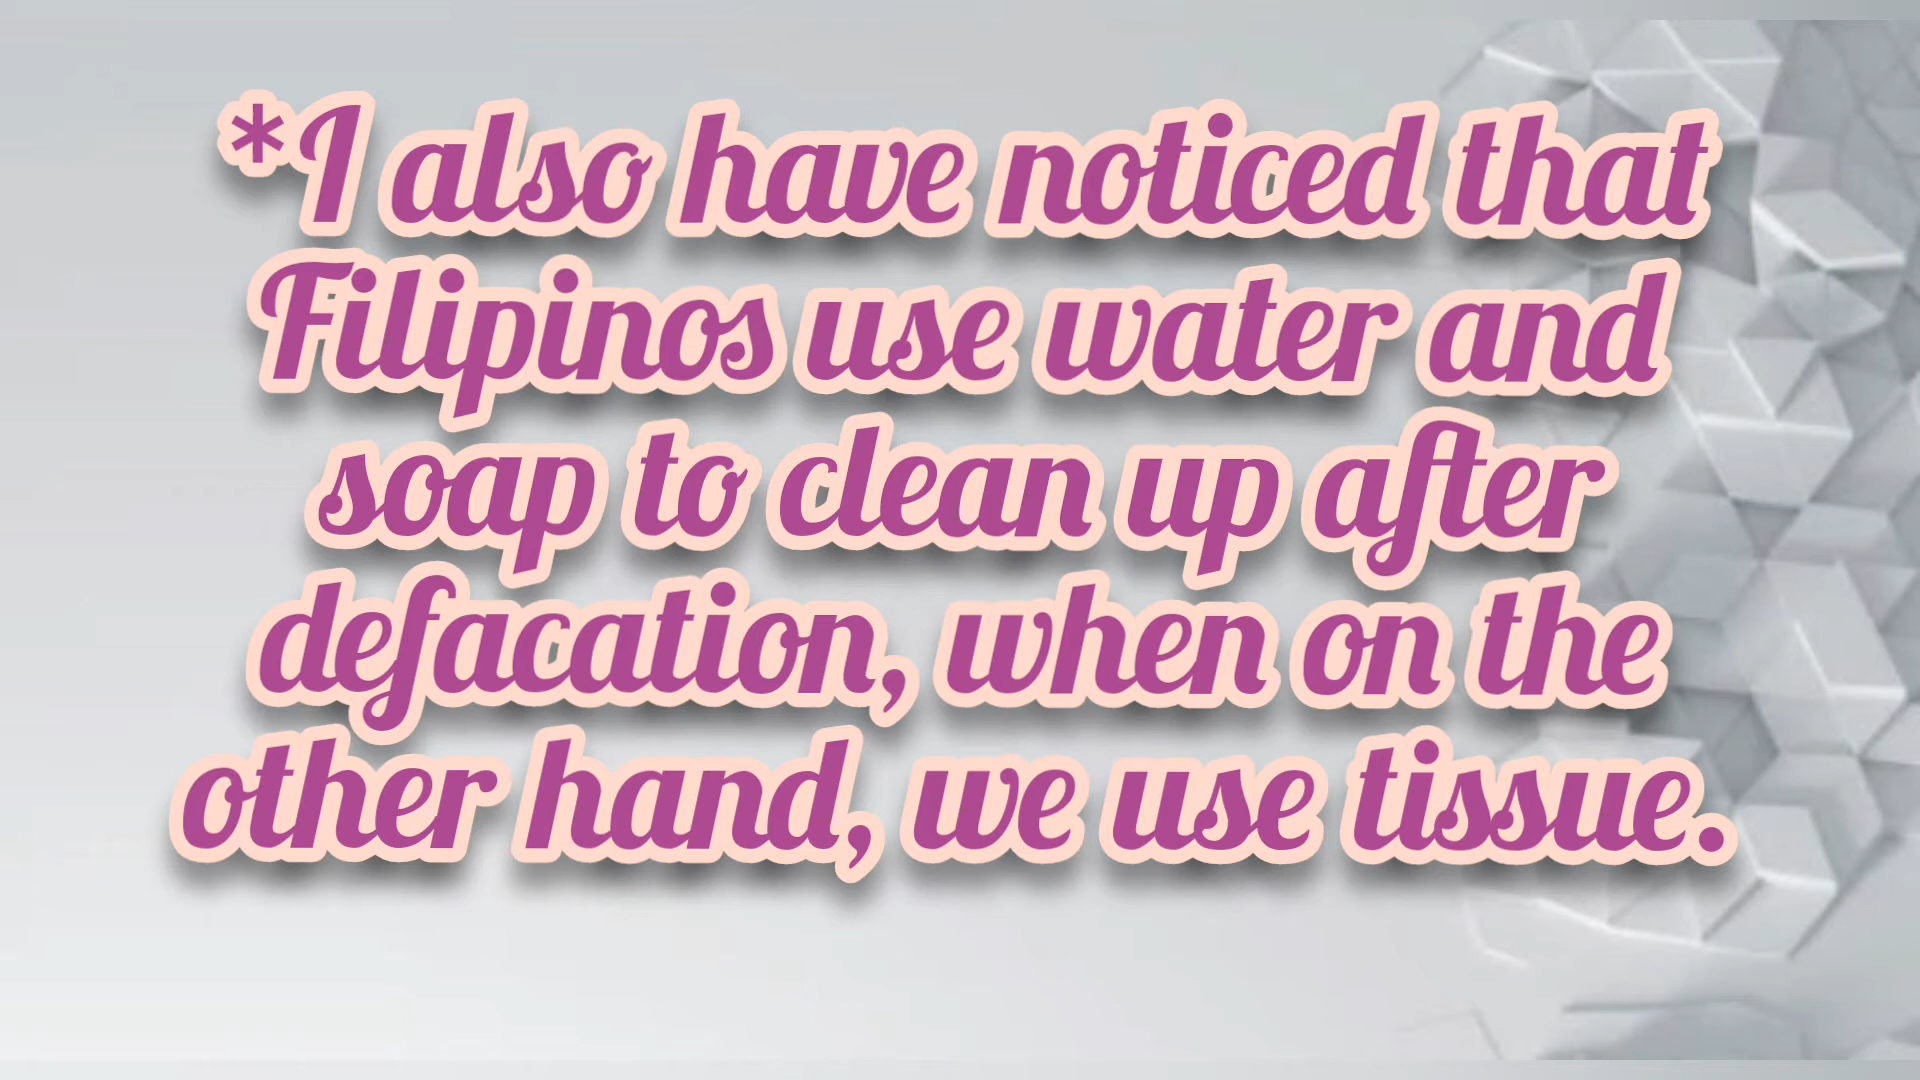 *I also have noticed that
Filipinos use water and
soap to clean up after
defacation, when on the
other hand, we use tissue.